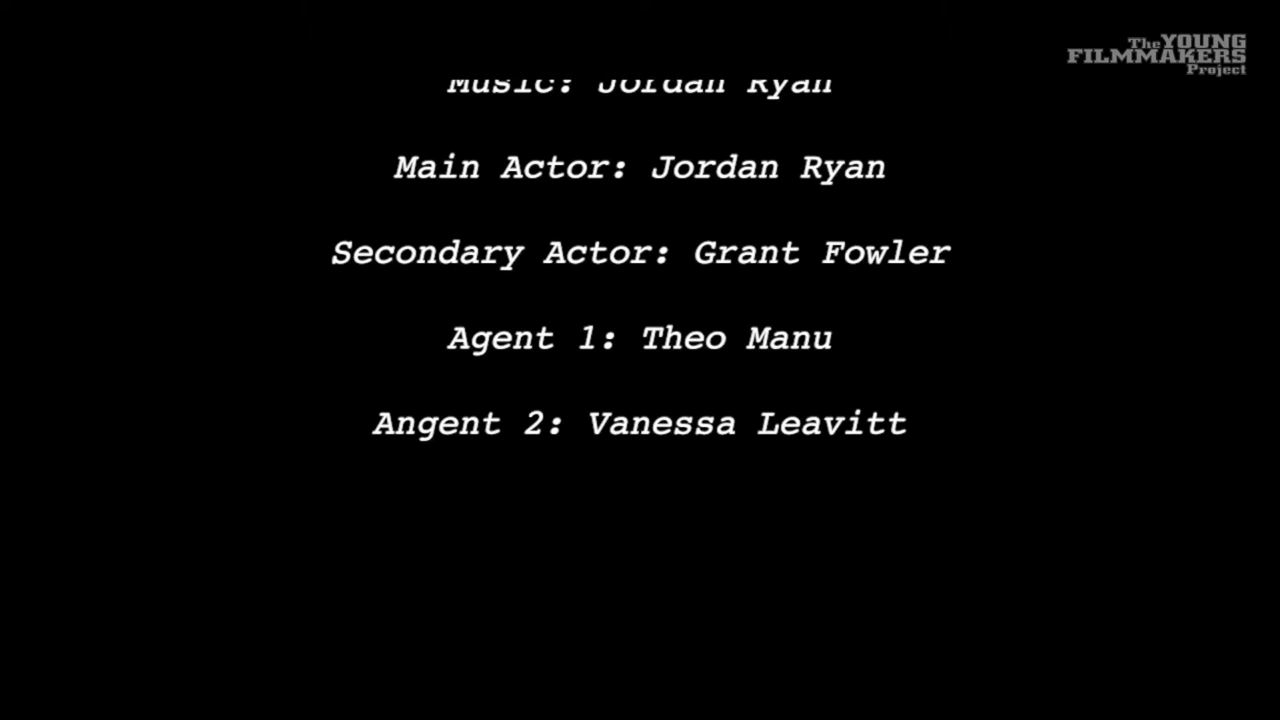 The YOUNG
FILMMAKERS
Project
Music: Jordan Ryan
Main Actor: Jordan Ryan
Secondary Actor: Grant Fowler
Agent 1: Theo Manu
Angent 2: Vanessa Leavitt